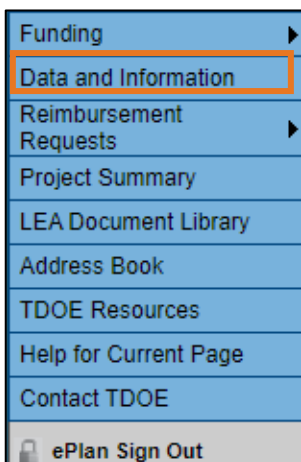 Funding
Data and Information
Reimbursement
Requests
Project Summary
LEA Document Library
Address Book
TDOE Resources
Help for Current Page
Contact TDOE
ePlan Sign Out